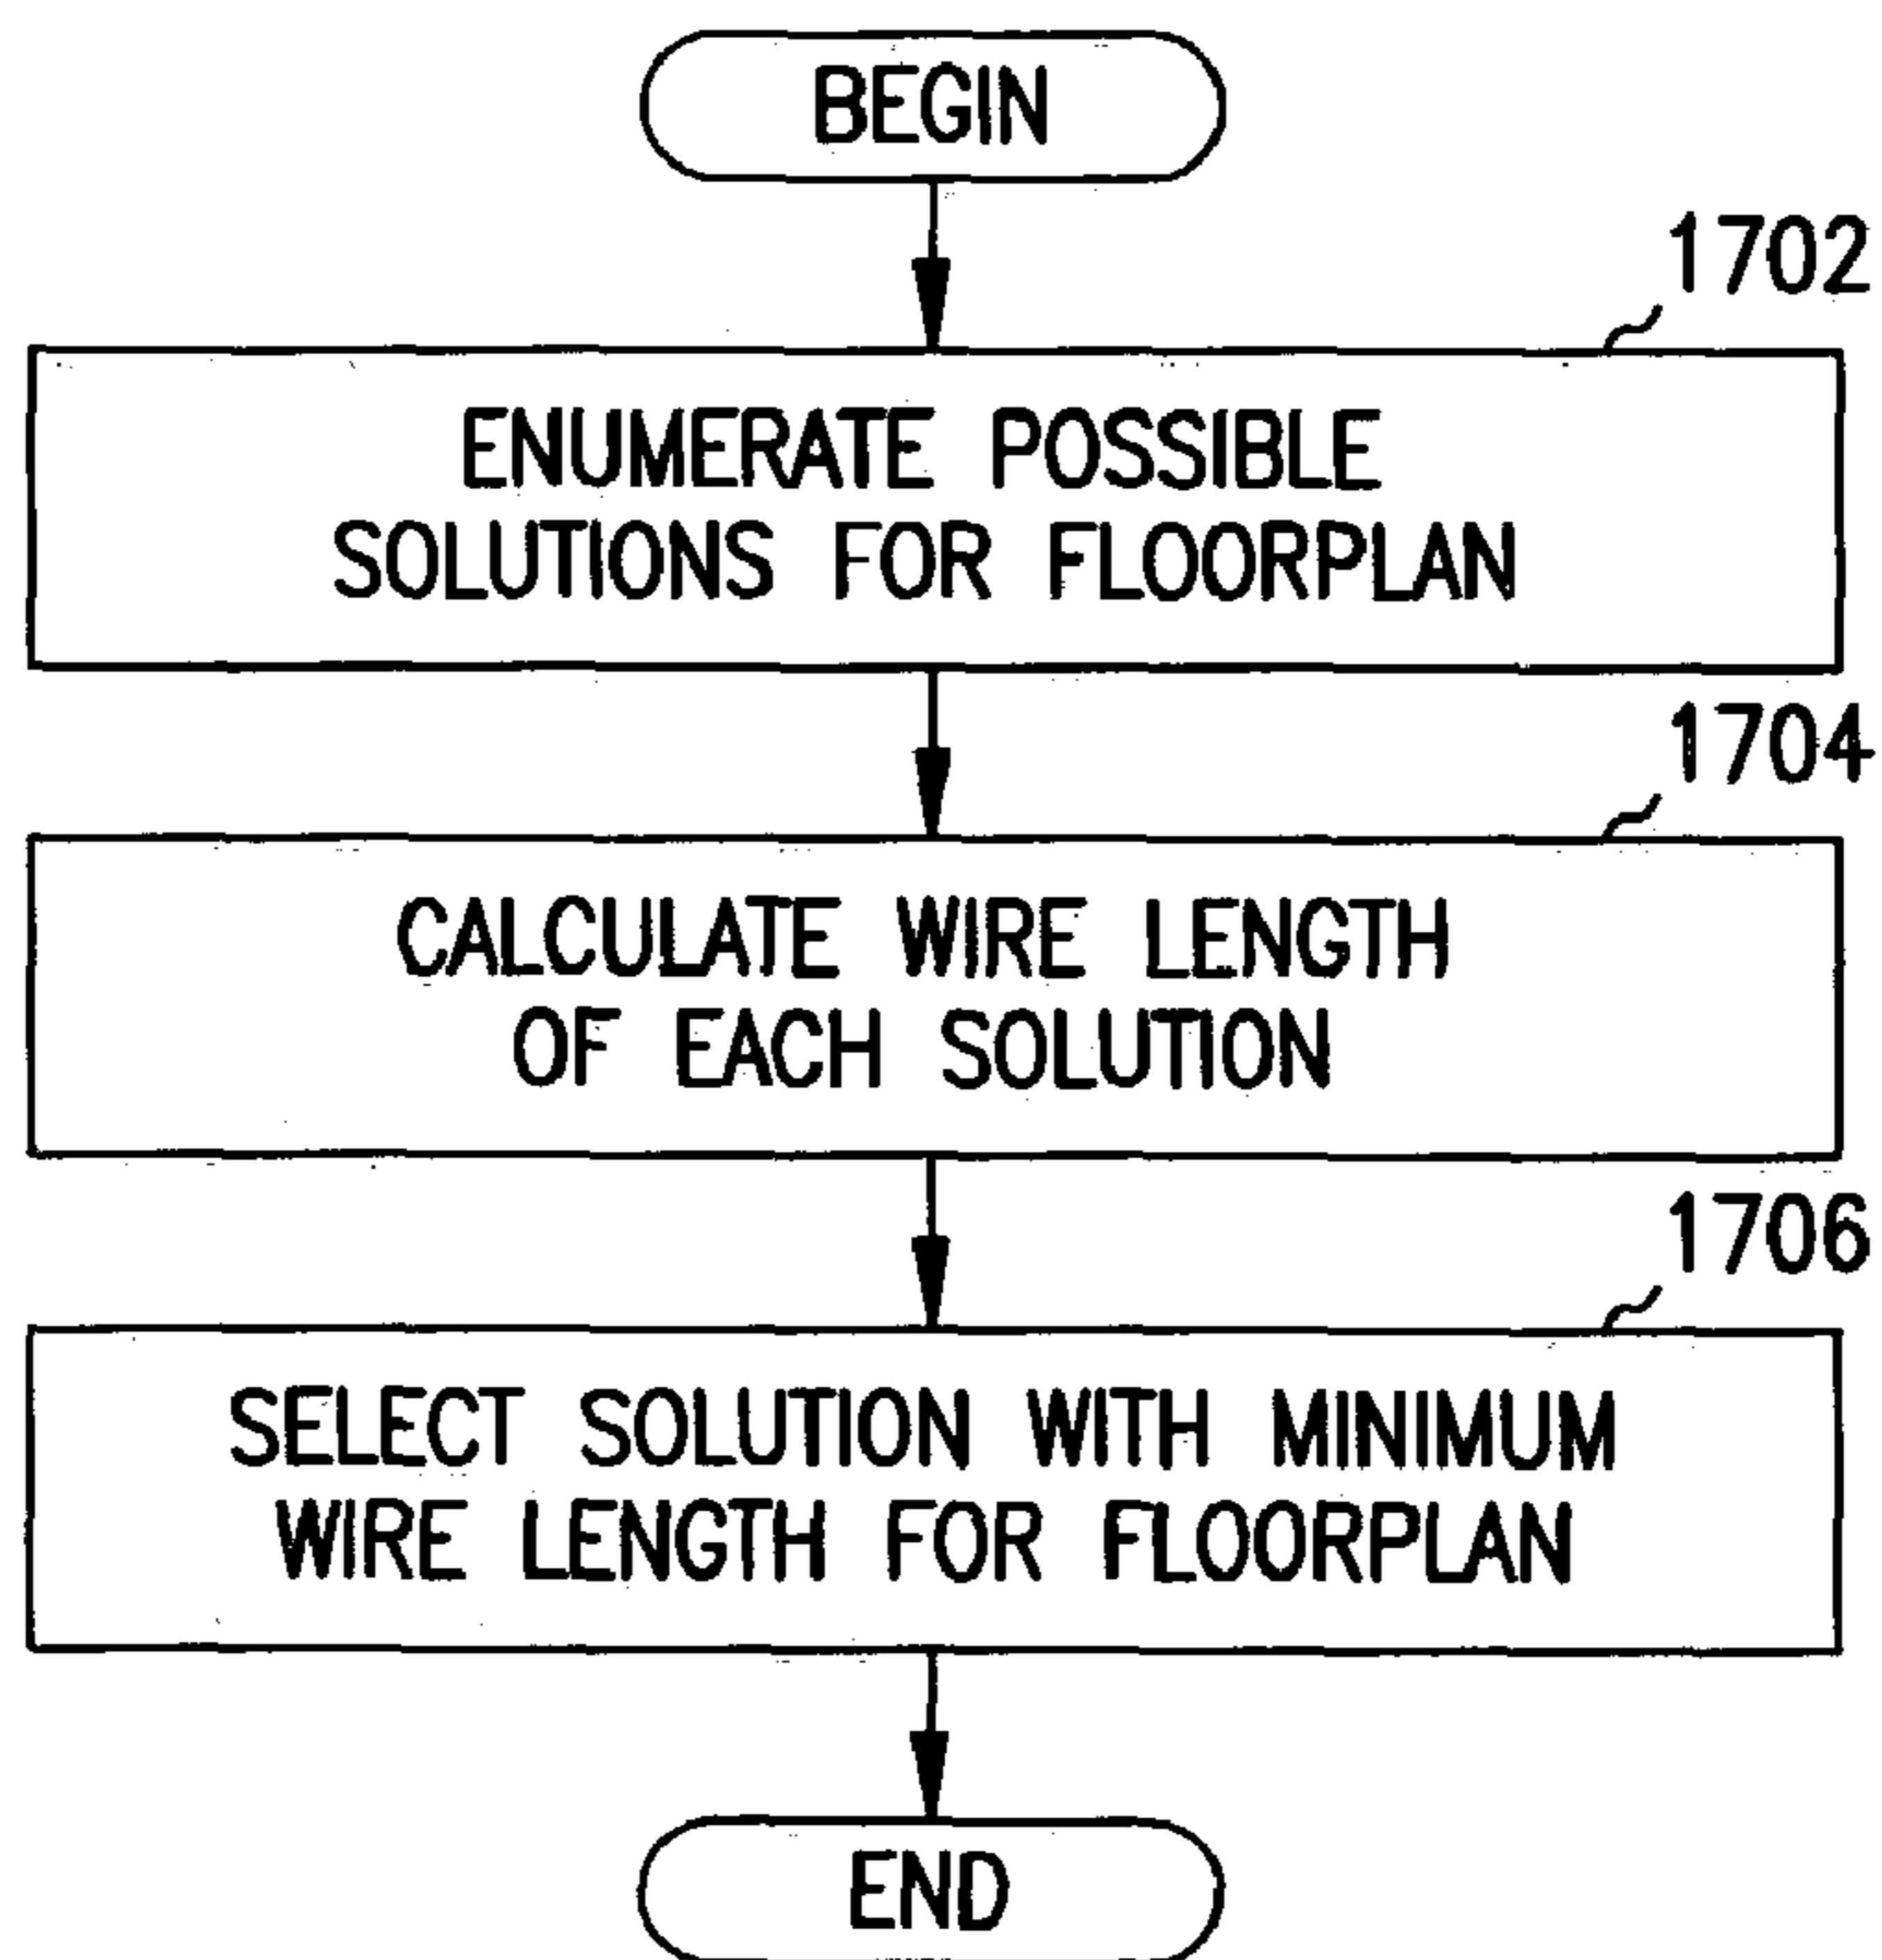 BEGIN
1702
ENUMERATE POSSIBLE
SOLUTIONS FOR FLOORPLAN
1704
CALCULATE WIRE LENGTH
OF EACH SOLUTION
1706
SELECT SOLUTION WITH MINIMUM
WIRE LENGTH FOR FLOORPLAN
END